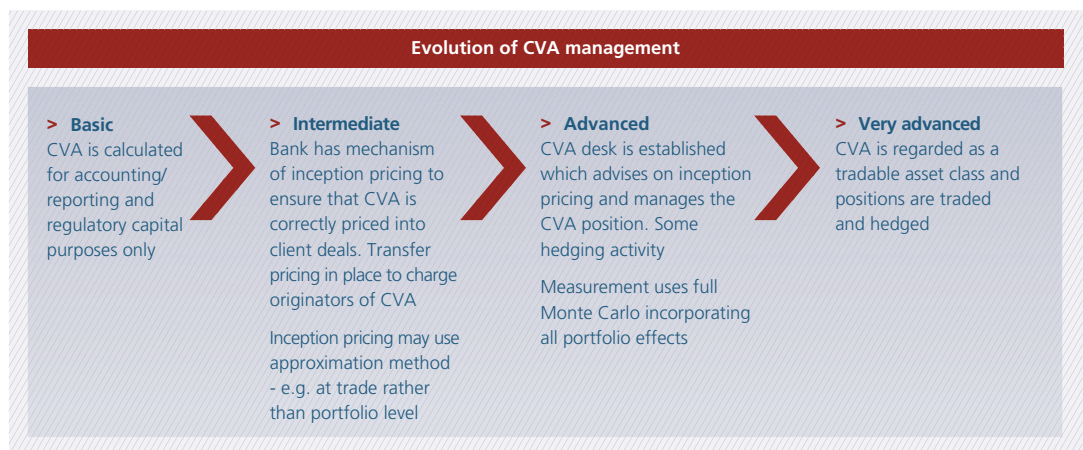 Evolution of CVA management
> Basic
CVA is calculated
for accounting/
reporting and
regulatory capital
purposes only
> Intermediate
Bank has mechanism
of inception pricing to
ensure that CVA is
correctly priced into
client deals. Transfer
pricing in place to charge
originators of CVA
Inception pricing may use
approximation method
- e.g. at trade rather
than portfolio level
> Advanced
CVA desk is established
which advises on inception
pricing and manages the
CVA position. Some
hedging activity
Measurement uses full
Monte Carlo incorporating
all portfolio effects
> Very advanced
CVA is regarded as a
tradable asset class and
positions are traded
and hedged